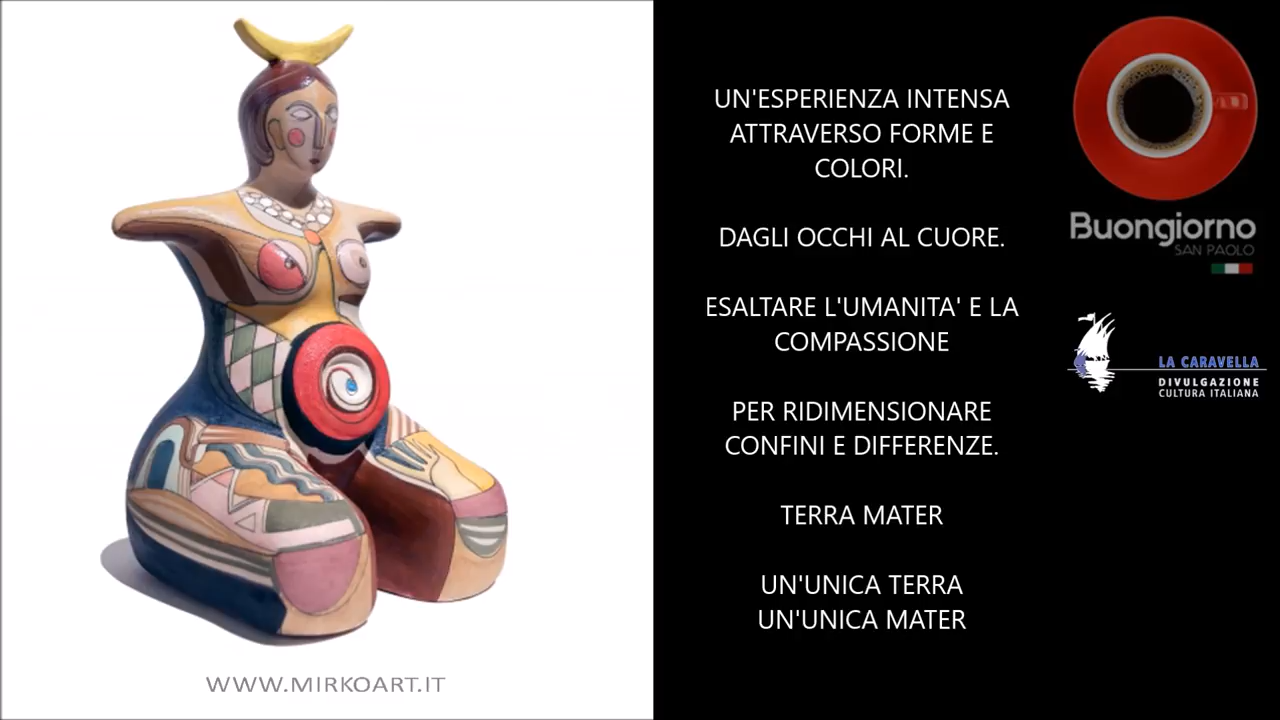 UN'ESPERIENZA INTENSA
ATTRAVERSO FORME E
COLORI.
DAGLI OCCHI AL CUORE.
ESALTARE L'UMANITA' E LA
COMPASSIONE
PER RIDIMENSIONARE
CONFINI E DIFFERENZE.
TERRA MATER
UN'UNICA TERRA
UN'UNICA MATER
WWW.MIRKOART.IT
Buongiorno
SAN PAOLO
LA CARAVELLA
DIVULGAZIONE
CULTURA ITALIANA